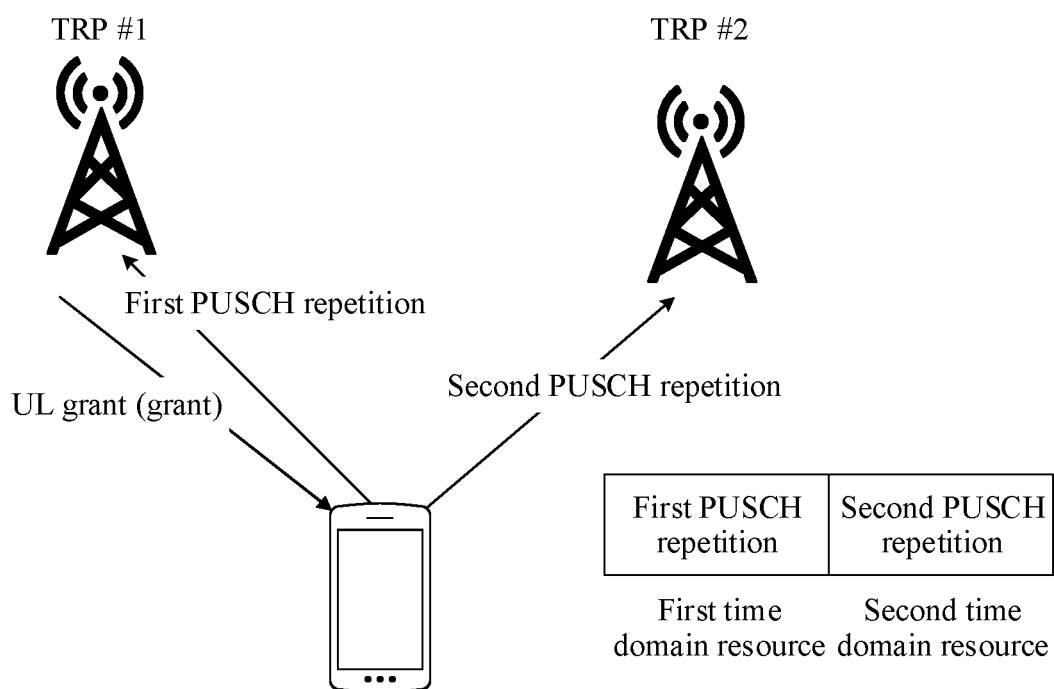 TRP #1
TRP #2
First PUSCH repetition
UL grant (grant)
Second PUSCH repetition
First PUSCH
repetition
Second PUSCH
repetition
First time
domain resource
Second time
domain resource